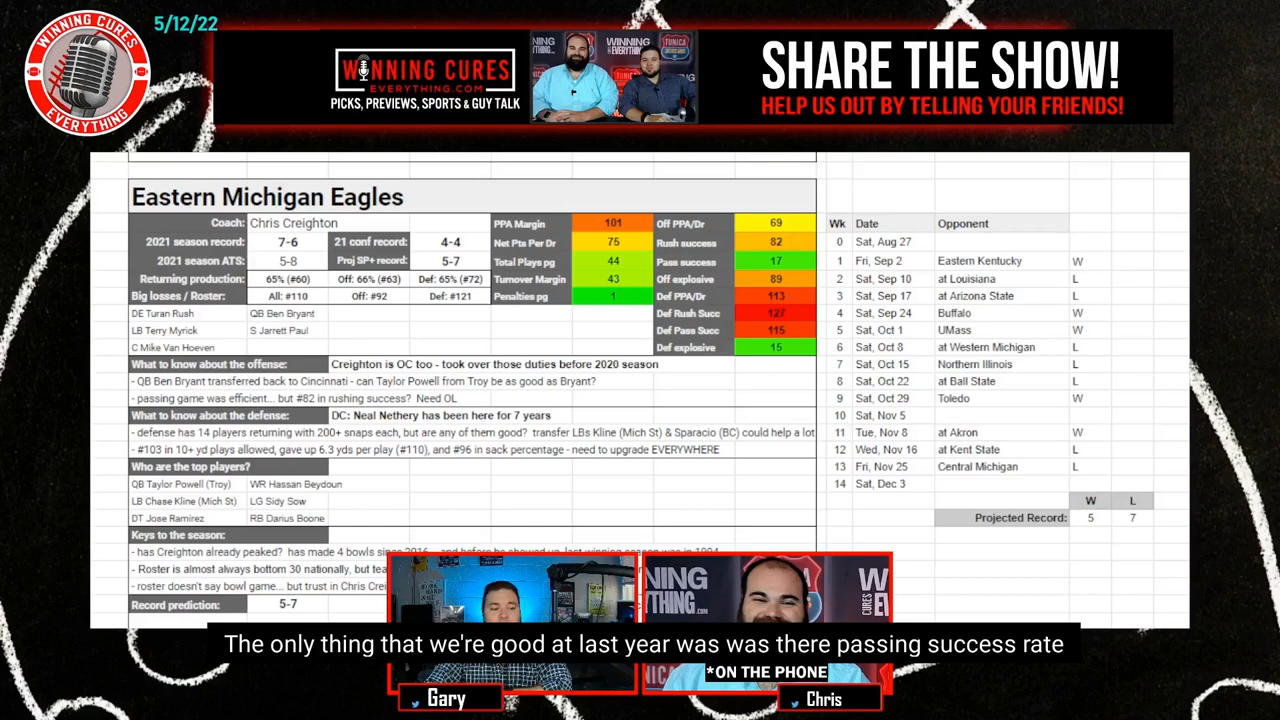 5/12/22
WINNING CURES
EVERYTHING
WINNING CURES
EVERYTHING.COM
PICKS, PREVIEWS, SPORTS & GUY TALK
SHARE THE SHOW!
HELP US OUT BY TELLING YOUR FRIENDS!
Eastern Michigan Eagles
Coach: Chris Creighton PPA Margin 101 Off PPA/Dr 69
2021 season record: 7-6 21 conf record: 4-4 Net Pts Per Dr 75 Rush success 82
2021 season ATS: 5-8 Proj SP+ record: 5-7 Total Plays pg 44 Pass success 17
Returning production: 65% (#60) Off: 66% (#63) Def: 65% (#72) Turnover Margin 43 Off explosive 89
Big losses / Roster: All: #110 Off: #92 Def: #121 Penalties pg 1 Def PPA/Dr 113
DE Turan Rush QB Ben Bryant Def Rush Succ 127
LB Terry Myrick S Jarrett Paul Def Pass Succ 115
C Mike Van Hoeven Def explosive 15
What to know about the offense: Creighton is OC too - took over those duties before 2020 season
- QB Ben Bryant transferred back to Cincinnati - can Taylor Powell from Troy be as good as Bryant?
- passing game was efficient... but #82 in rushing success? Need OL
What to know about the defense: DC: Neal Nethery has been here for 7 years
- defense has 14 players returning with 200+ snaps each, but are any of them good? transfer LBs Kline (Mich St) & Sparacio (BC) could help a lot
- #103 in 10+ yd plays allowed, gave up 6.3 yds per play (#110), and #96 in sack percentage - need to upgrade EVERYWHERE
Who are the top players?
QB Taylor Powell (Troy) WR Hassan Beydoun
LB Chase Kline (Mich St) LG Sidy Sow
DT Jose Ramirez RB Darius Boone
Keys to the season:
- has Creighton already peaked? has made 4 bowls since 2016... and before he showed up, last winning season was in 1994
- Roster is almost always bottom 30 nationally, but
- roster doesn't say bowl game... but trust in Chris
Record prediction: 5-7
Wk Date Opponent
0 Sat, Aug 27
1 Fri, Sep 2 Eastern Kentucky W
2 Sat, Sep 10 at Louisiana L
3 Sat, Sep 17 at Arizona State L
4 Sat, Sep 24 Buffalo W
5 Sat, Oct 1 UMass W
6 Sat, Oct 8 at Western Michigan L
7 Sat, Oct 15 Northern Illinois L
8 Sat, Oct 22 at Ball State L
9 Sat, Oct 29 Toledo W
10 Sat, Nov 5
11 Tue, Nov 8 at Akron W
12 Wed, Nov 16 at Kent State L
13 Fri, Nov 25 Central Michigan L
14 Sat, Dec 3
W L
Projected Record: 5 7
The only thing that we're good at last year was was there passing success rate
*ON THE PHONE
Gary
Chris